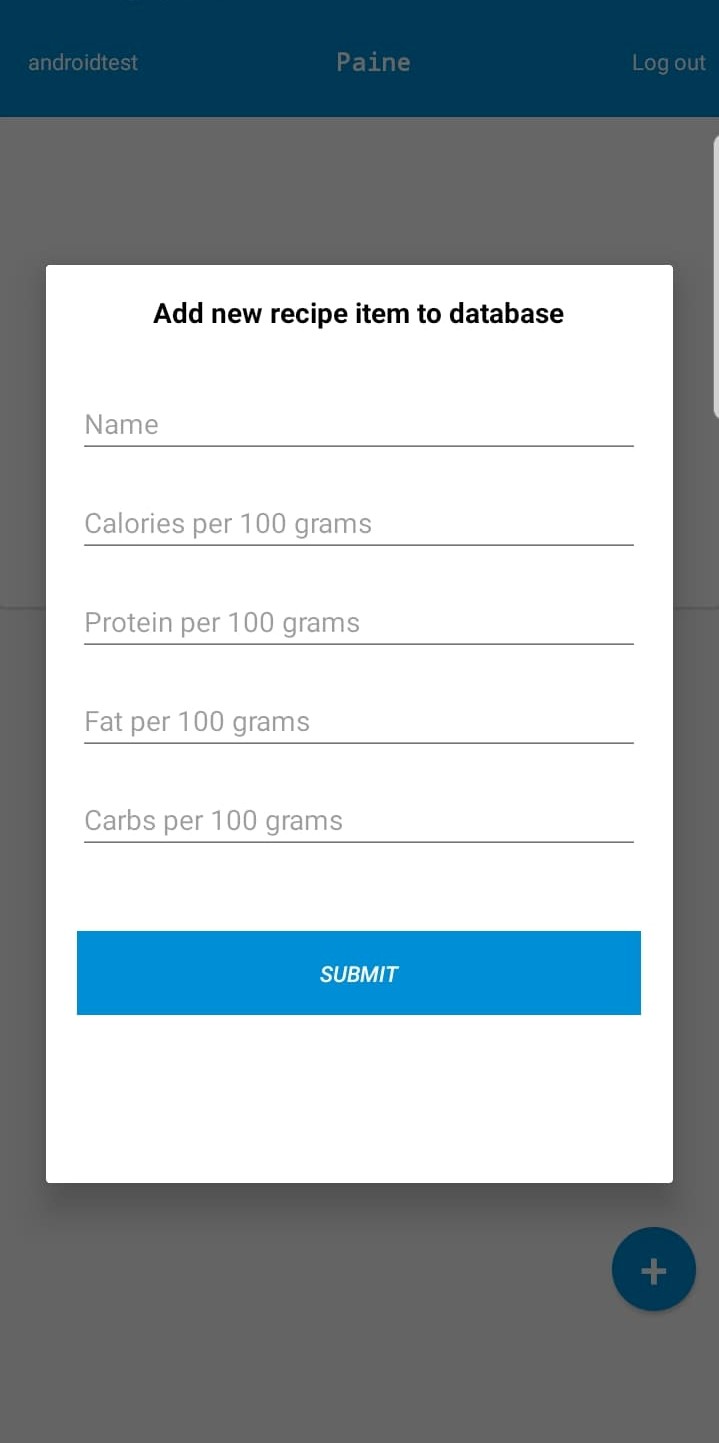 androidtest Paine Log out
Add new recipe item to database
Name
Calories per 100 grams
Protein per 100 grams
Fat per 100 grams
Carbs per 100 grams
SUBMIT
+